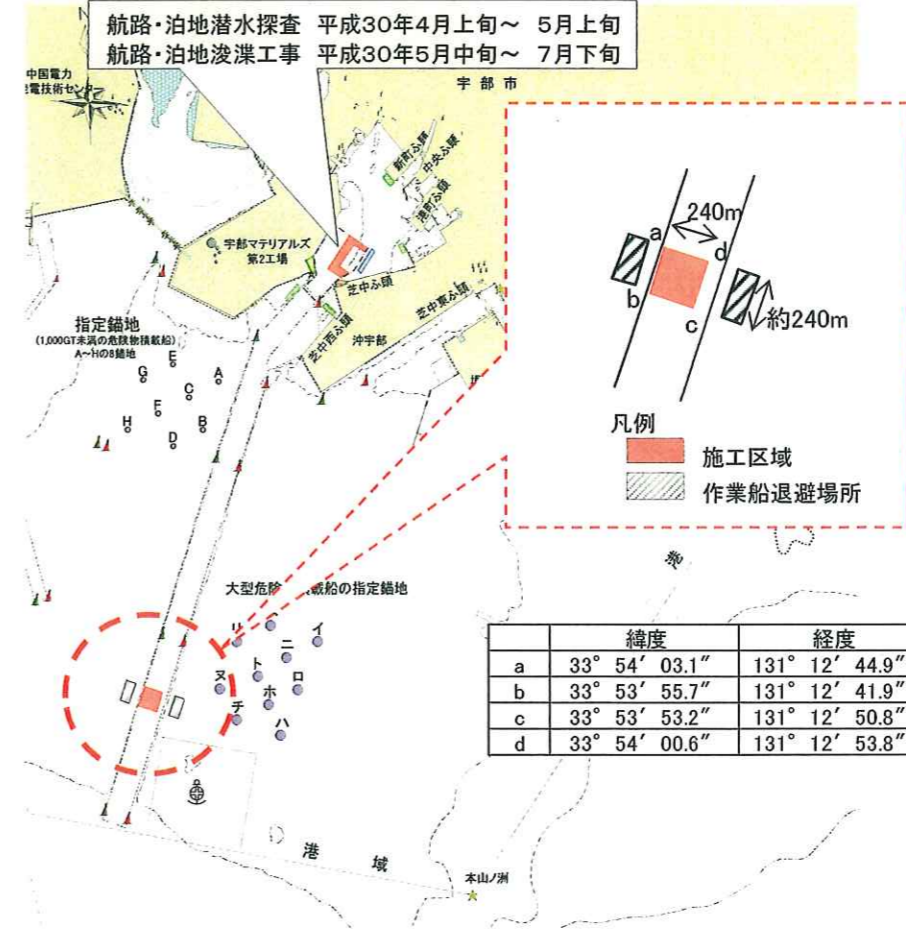 航路・泊地潜水探査 平成30年4月上旬～ 5月上旬
航路・泊地浚渫工事 平成30年5月中旬～ 7月下旬
中国電力
宇部市
新町ふ頭
中央ふ頭
港町ふ頭
宇部マテリアルズ
第2工場
芝中ふ頭
芝中西ふ頭
芝中東ふ頭
沖宇部
指定錨地
(1,000GT未満の危険物積載船)
A～Hの8錨地
E
G
A
C
F
H
B
D
240m
a
d
b
c
約240m
凡例
施工区域
作業船退避場所
港
大型危険
載船の指定錨地
リ
イ
ニ
ト
ロ
ヌ
ホ
チ
ハ
緯度 経度
a 33° 54′ 03.1″ 131° 12′ 44.9″
b 33° 53′ 55.7″ 131° 12′ 41.9″
c 33° 53′ 53.2″ 131° 12′ 50.8″
d 33° 54′ 00.6″ 131° 12′ 53.8″
港域
本山ノ洲